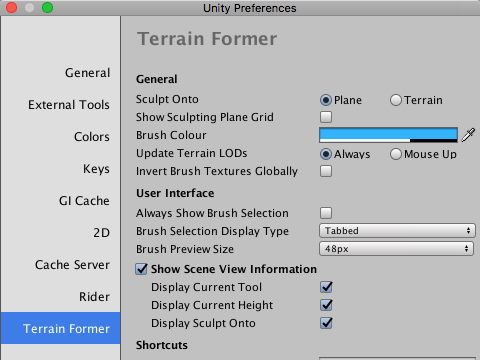 Unity Preferences
General
External Tools
Colors
Keys
GI Cache
2D
Cache Server
Rider
Terrain Former
Terrain Former
General
Sculpt Onto Plane Terrain
Show Sculpting Plane Grid
Brush Colour
Update Terrain LODs Always Mouse Up
Invert Brush Textures Globally
User Interface
Always Show Brush Selection
Brush Selection Display Type Tabbed
Brush Preview Size 48px
Show Scene View Information
Display Current Tool
Display Current Height
Display Sculpt Onto
Shortcuts